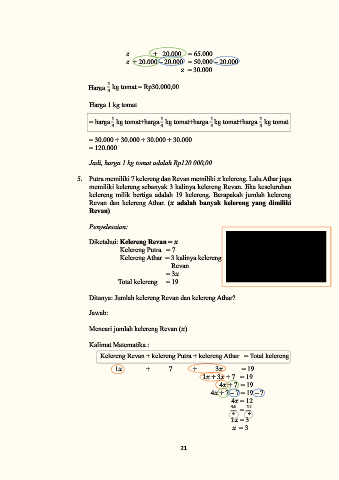 x + 20.000 = 65.000
x + 20.000 – 20.000 = 50.000 – 20.000
x = 30.000
Harga 1/4 kg tomat = Rp30.000,00
Harga 1 kg tomat
= harga 1/4 kg tomat+harga 1/4 kg tomat+harga 1/4 kg tomat+harga 1/4 kg tomat
= 30.000 + 30.000 + 30.000 + 30.000
= 120.000
Jadi, harga 1 kg tomat adalah Rp120.000,00
5. Putra memiliki 7 kelereng dan Revan memiliki x kelereng. Lalu Athar juga
memiliki kelereng sebanyak 3 kalinya kelereng Revan. Jika keseluruhan
kelereng milik bertiga adalah 19 kelereng. Berapakah jumlah kelereng
Revan dan kelereng Athar. (x adalah banyak kelereng yang dimiliki
Revan)
Penyelesaian:
Diketahui: Kelereng Revan = x
Kelereng Putra = 7
Kelereng Athar = 3 kalinya kelereng
Revan
= 3x
Total kelereng = 19
Ditanya: Jumlah kelereng Revan dan kelereng Athar?
Jawab:
Mencari jumlah kelereng Revan (x)
Kalimat Matematika :
Kelereng Revan + kelereng Putra + kelereng Athar = Total kelereng
1x + 7 + 3x = 19
1x + 3x + 7 = 19
4x + 7 = 19
4x + 7 – 7 = 19 – 7
4x = 12
4x/4 = 12/4
1x = 3
x = 3
21